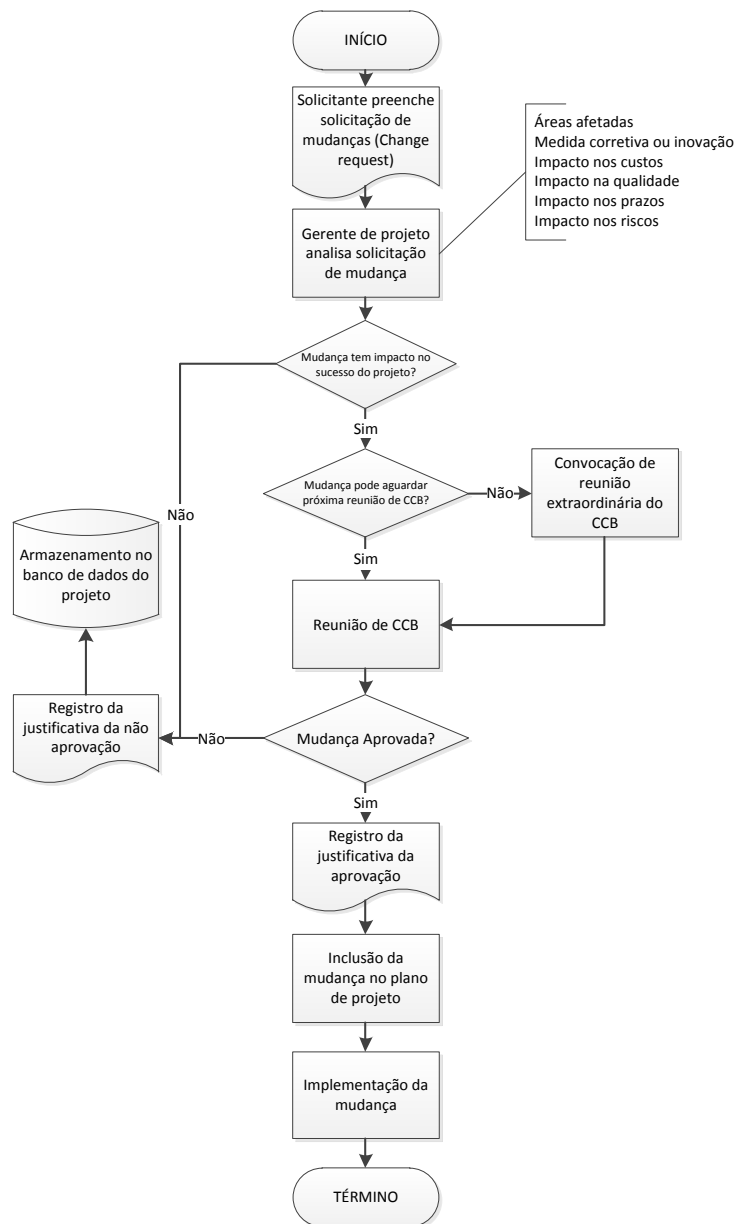 INÍCIO
Solicitante preenche
solicitação de
mudanças (Change
request)
Áreas afetadas
Medida corretiva ou inovação
Impacto nos custos
Impacto na qualidade
Impacto nos prazos
Impacto nos riscos
Gerente de projeto
analisa solicitação
de mudança
Mudança tem impacto no
sucesso do projeto?
Sim
Não
Mudança pode aguardar
próxima reunião de CCB?
Não
Convocação de
reunião
extraordinária do
CCB
Sim
Reunião de CCB
Armazenamento no
banco de dados do
projeto
Registro da
justificativa da não
aprovação
Não
Mudança Aprovada?
Sim
Registro da
justificativa da
aprovação
Inclusão da
mudança no plano
de projeto
Implementação da
mudança
TÉRMINO